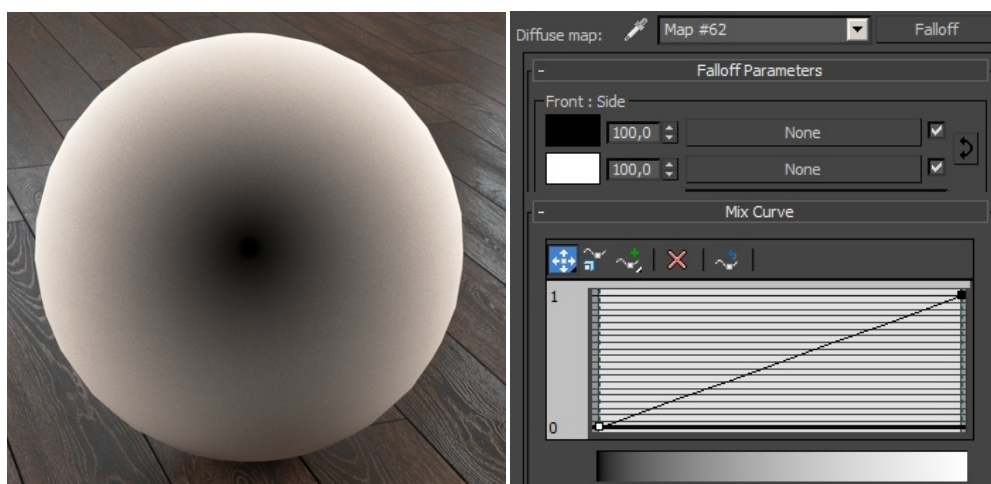 Diffuse map: Map #62 Falloff
- Falloff Parameters
Front : Side
100,0 None
100,0 None
- Mix Curve
1
0